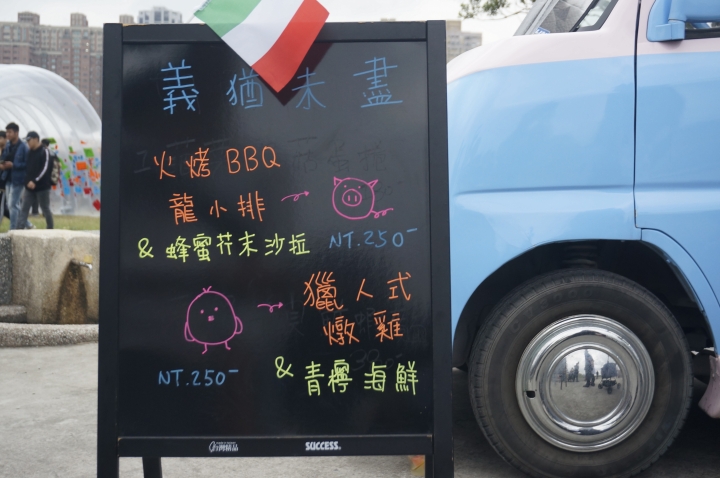 義猶未盡
火烤BBQ
龍小排
& 蜂蜜芥末沙拉 NT.250-
獵人式
燉雞
NT.250-
& 青檸海鮮
SUCCESS